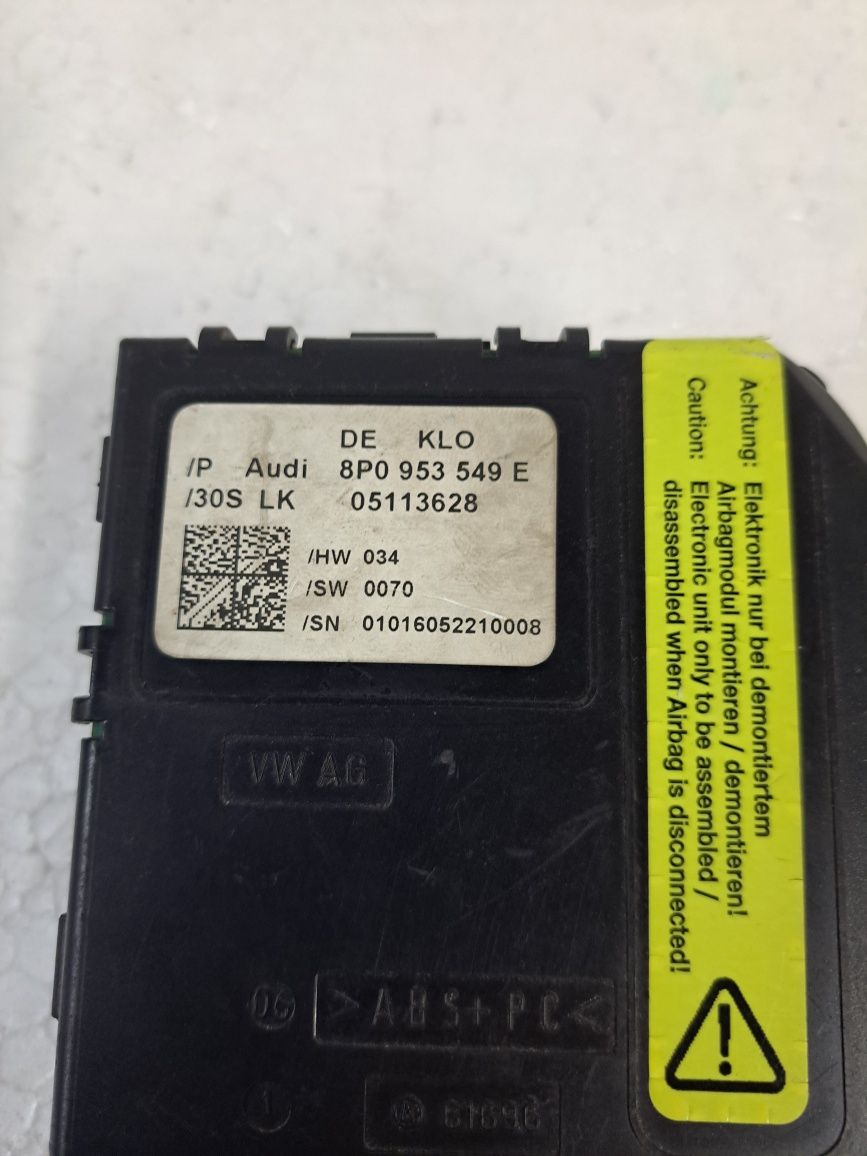 DE KLO
/P Audi 8P0 953 549 E
/30S LK 05113628
/HW 034
/SW 0070
/SN 01016052210008
VW AG
06
>ABS+PC<
1
Achtung: Elektronik nur bei demontiertem
Airbagmodul montieren / demontieren!
Caution: Electronic unit only to be assembled /
disassembled when Airbag is disconnected!